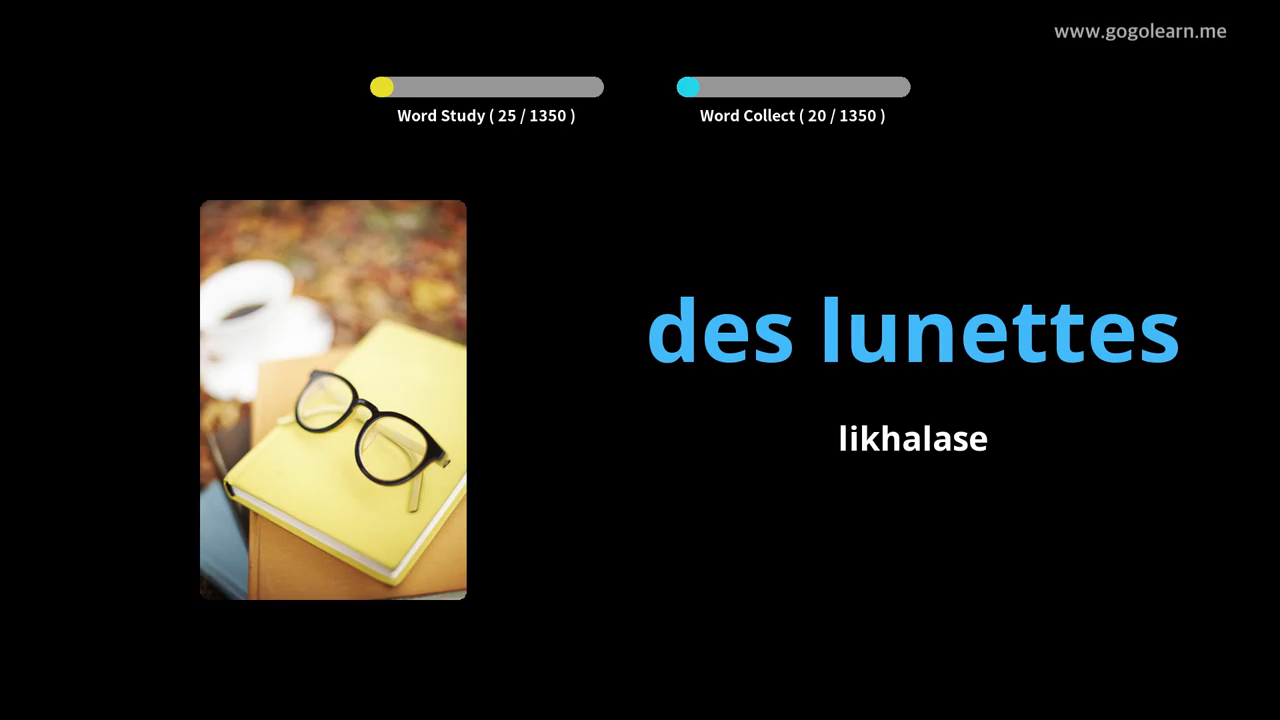 www.gogolearn.me
Word Study ( 25 / 1350 )
Word Collect ( 20 / 1350 )
des lunettes
likhalase